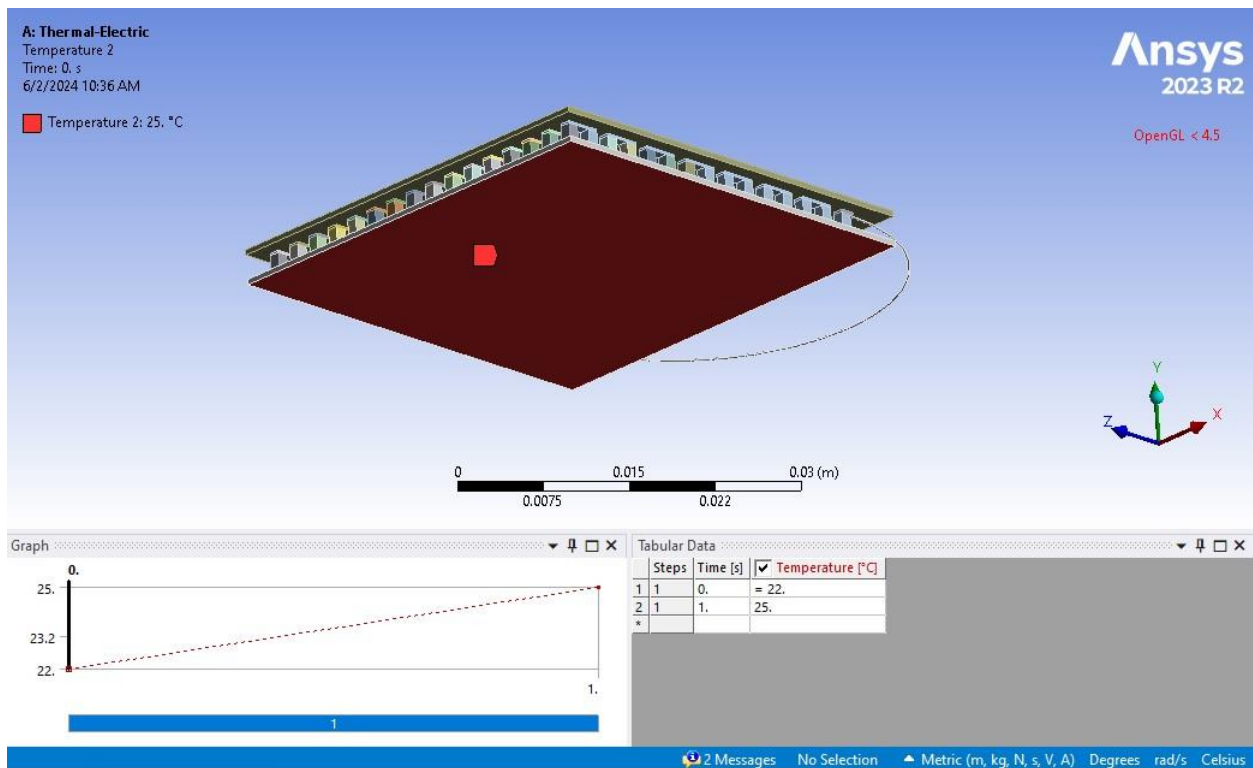 A: Thermal-Electric
Temperature 2
Time: 0. s
6/2/2024 10:36 AM
Temperature 2: 25. °C
Ansys
2023 R2
OpenGL < 4.5
Y
Z
X
0 0.015 0.03 (m)
0.0075 0.022
Graph
0.
25.
23.2
22.
1.
1
Tabular Data
Steps Time [s] Temperature [°C]
1 1 0. = 22.
2 1 1. 25.
*
2 Messages No Selection Metric (m, kg, N, s, V, A) Degrees rad/s Celsius